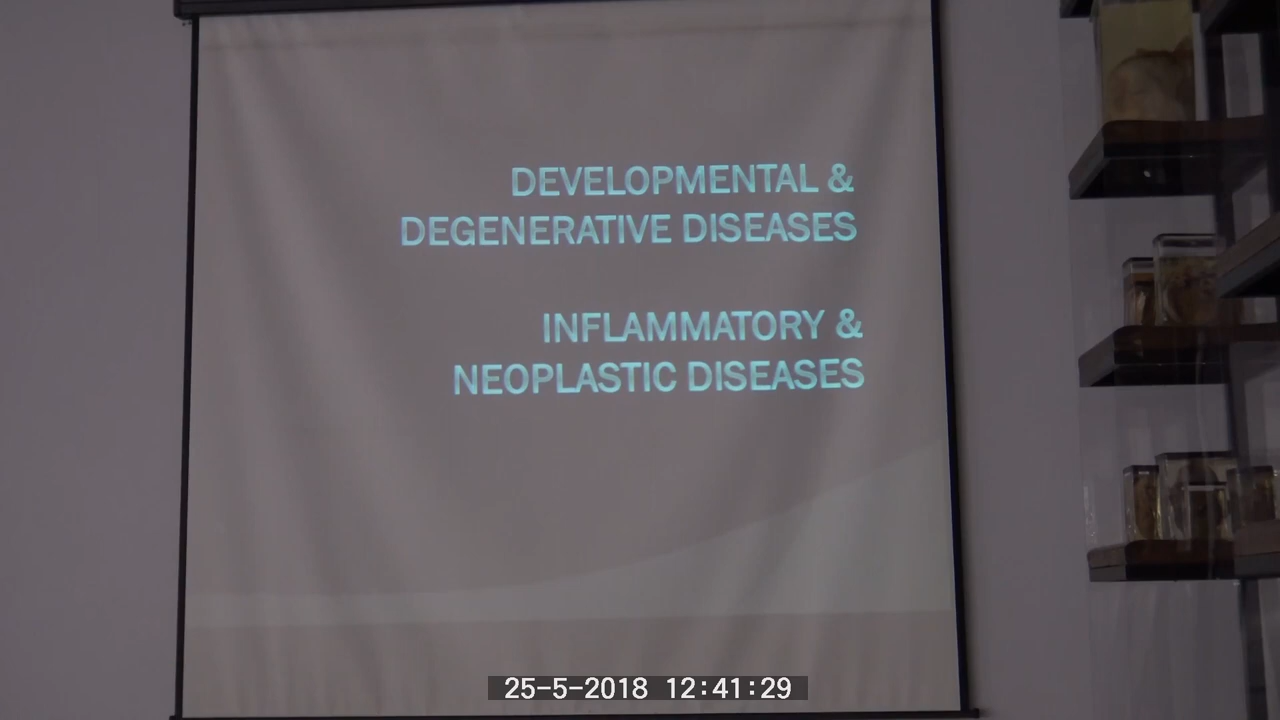 DEVELOPMENTAL &
DEGENERATIVE DISEASES
INFLAMMATORY &
NEOPLASTIC DISEASES
25-5-2018 12:41:29